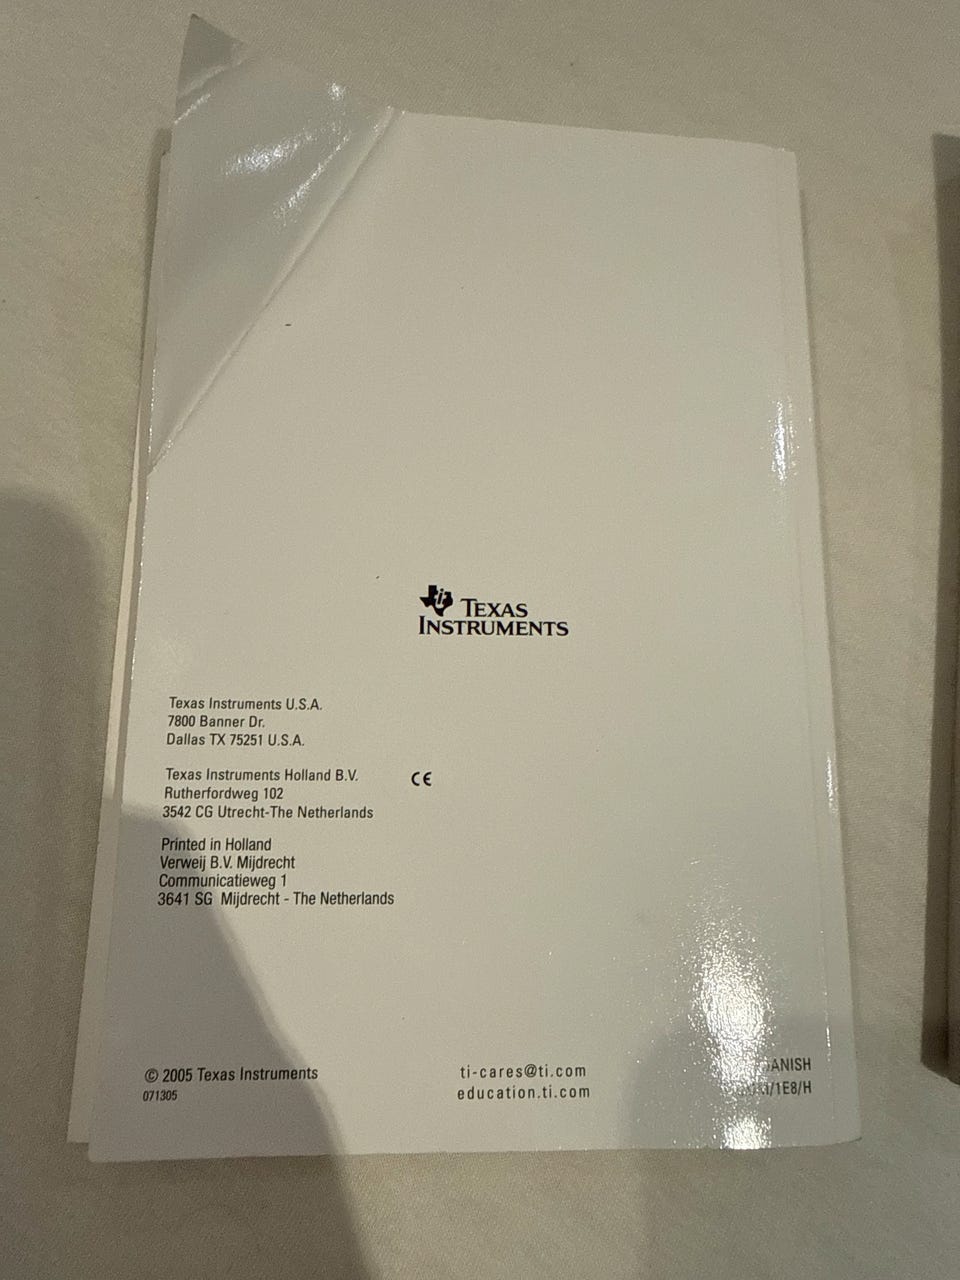 TEXAS
INSTRUMENTS
Texas Instruments U.S.A.
7800 Banner Dr.
Dallas TX 75251 U.S.A.
Texas Instruments Holland B.V.
Rutherfordweg 102
3542 CG Utrecht-The Netherlands
CE
Printed in Holland
Verweij B.V. Mijdrecht
Communicatieweg 1
3641 SG Mijdrecht - The Netherlands
© 2005 Texas Instruments
071305
ti-cares@ti.com
education.ti.com